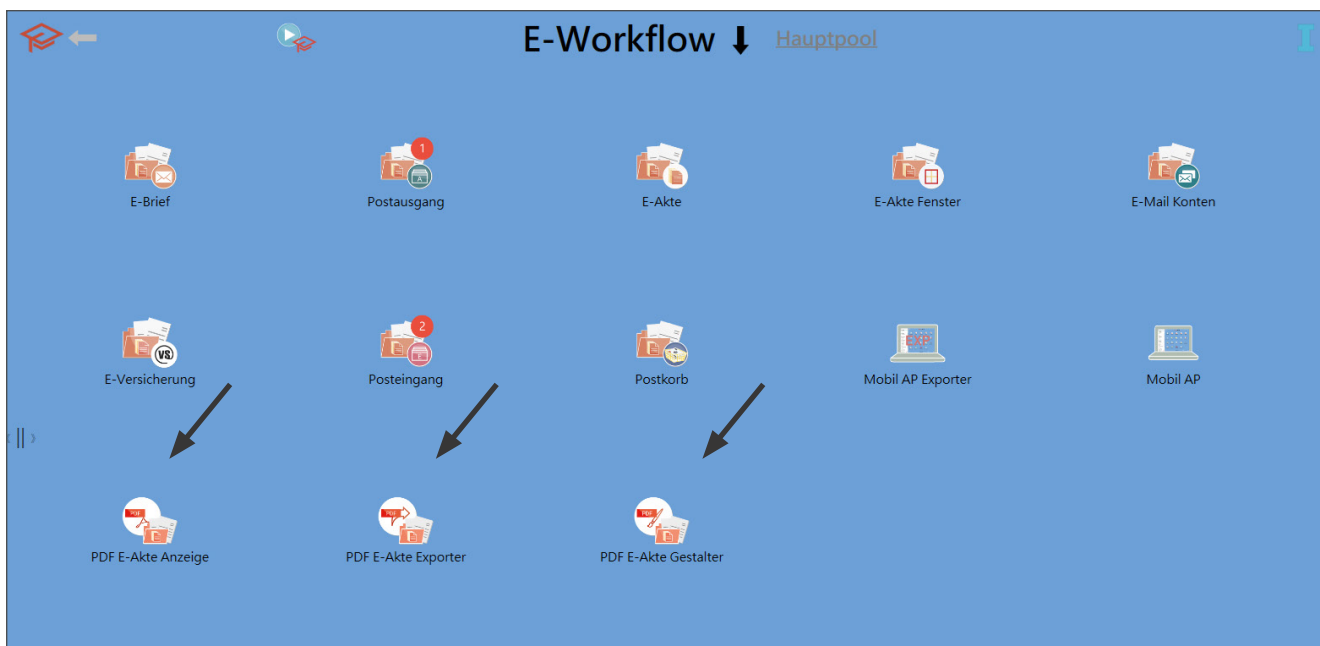 E-Workflow Hauptpool
1
A
E-Brief Postausgang E-Akte E-Akte Fenster E-Mail Konten
2
VS E EXP
E-Versicherung Posteingang Postkorb Mobil AP Exporter Mobil AP
PDF PDF PDF
PDF E-Akte Anzeige PDF E-Akte Exporter PDF E-Akte Gestalter